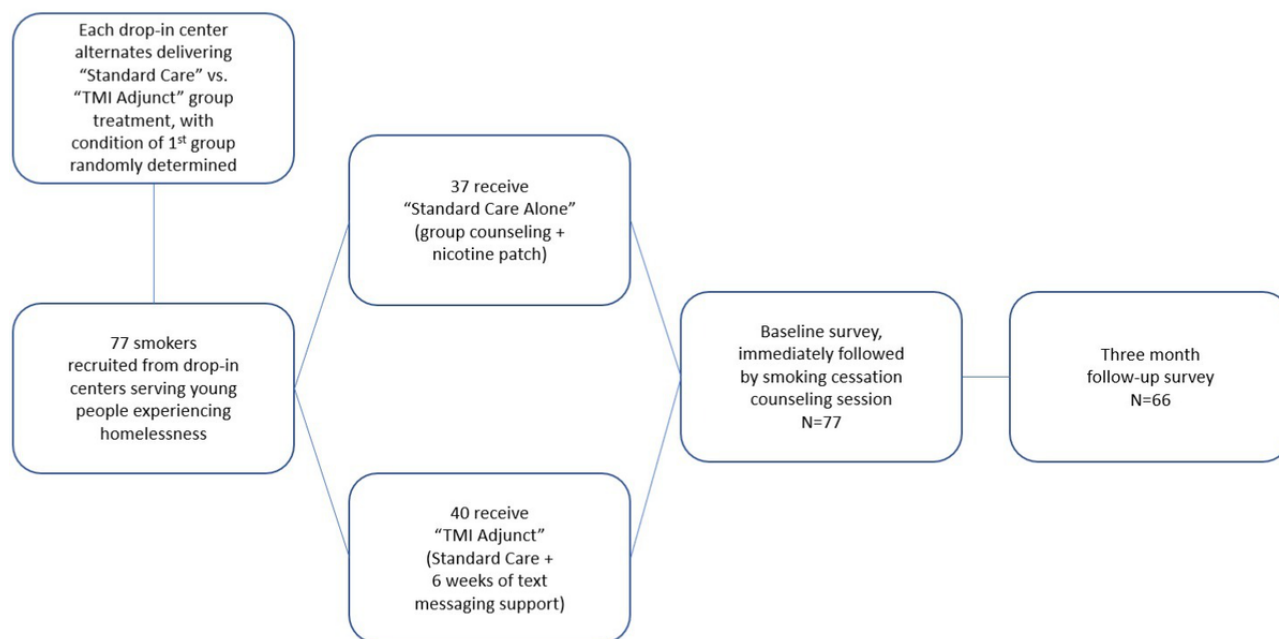 Each drop-in center
alternates delivering
“Standard Care” vs.
“TMI Adjunct” group
treatment, with
condition of 1st group
randomly determined
77 smokers
recruited from drop-in
centers serving young
people experiencing
homelessness
37 receive
“Standard Care Alone”
(group counseling +
nicotine patch)
40 receive
“TMI Adjunct”
(Standard Care +
6 weeks of text
messaging support)
Baseline survey,
immediately followed
by smoking cessation
counseling session
N=77
Three month
follow-up survey
N=66